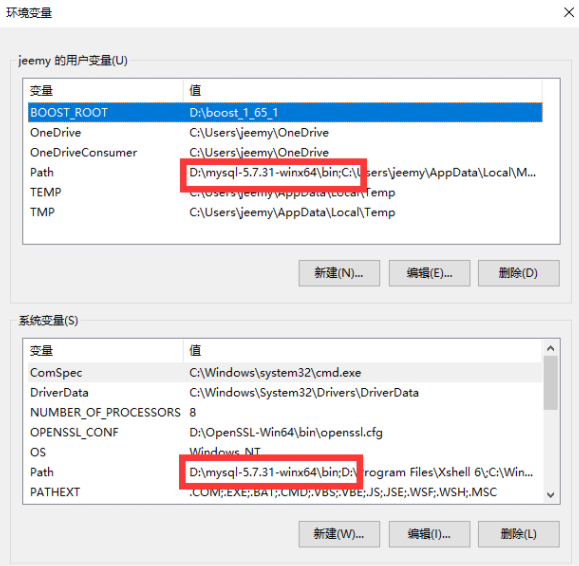 环境变量
jeemy 的用户变量(U)
变量 值
BOOST_ROOT D:\boost_1_65_1
OneDrive C:\Users\jeemy\OneDrive
OneDriveConsumer C:\Users\jeemy\OneDrive
Path D:\mysql-5.7.31-winx64\bin;C:\Users\jeemy\AppData\Local\M...
TEMP C:\Users\jeemy\AppData\Local\Temp
TMP C:\Users\jeemy\AppData\Local\Temp
新建(N)... 编辑(E)... 删除(D)
系统变量(S)
变量 值
ComSpec C:\Windows\system32\cmd.exe
DriverData C:\Windows\System32\Drivers\DriverData
NUMBER_OF_PROCESSORS 8
OPENSSL_CONF D:\OpenSSL-Win64\bin\openssl.cfg
OS Windows_NT
Path D:\mysql-5.7.31-winx64\bin;D:\Program Files\Xshell 6\;C:\Win...
PATHEXT .COM;.EXE;.BAT;.CMD;.VBS;.VBE;.JS;.JSE;.WSF;.WSH;.MSC
新建(W)... 编辑(I)... 删除(L)